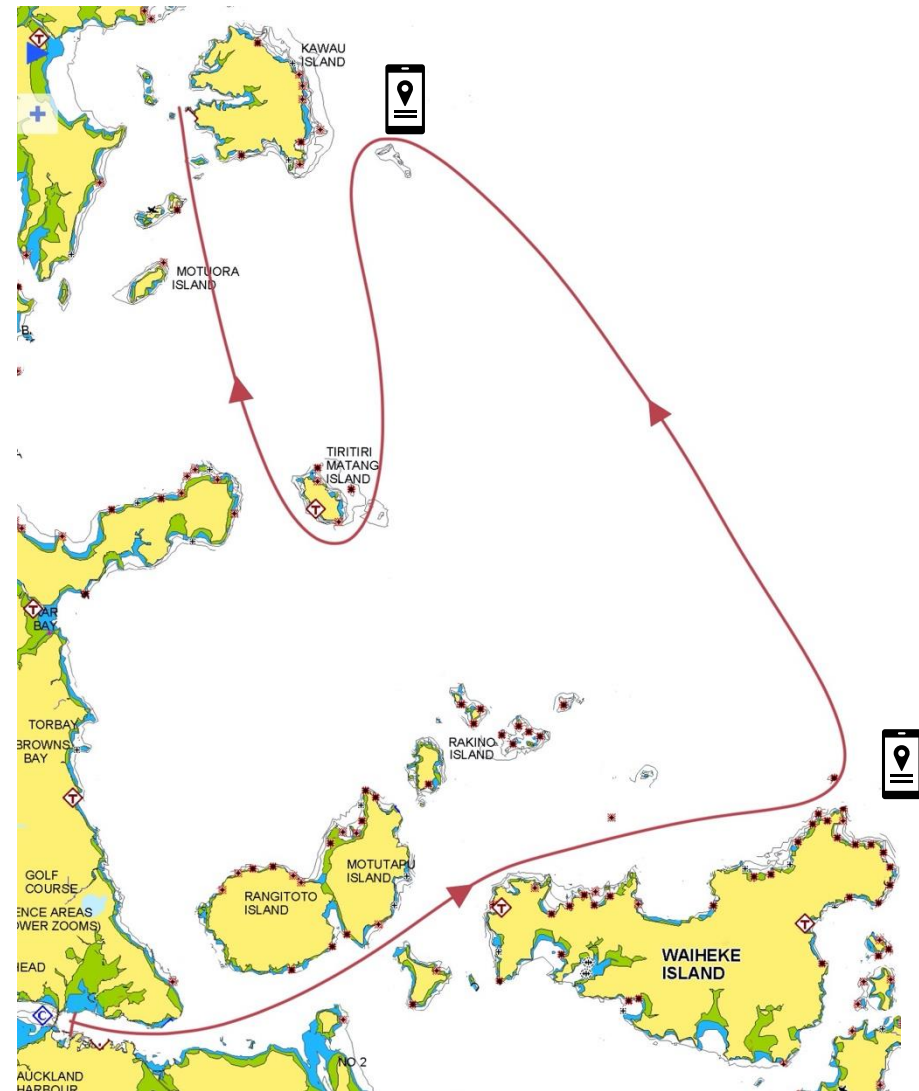 KAWAU
ISLAND
MOTUORA
ISLAND
B.
TIRITIRI
MATANG
ISLAND
T
BAY
TORBAY
BROWNS
BAY
RAKINO
ISLAND
GOLF
COURSE
ENCE AREAS
OWER ZOOMS)
MOTUTAPU
ISLAND
RANGITOTO
ISLAND
WAIHEKE
ISLAND
HEAD
C
NO 2
AUCKLAND
HARBOUR